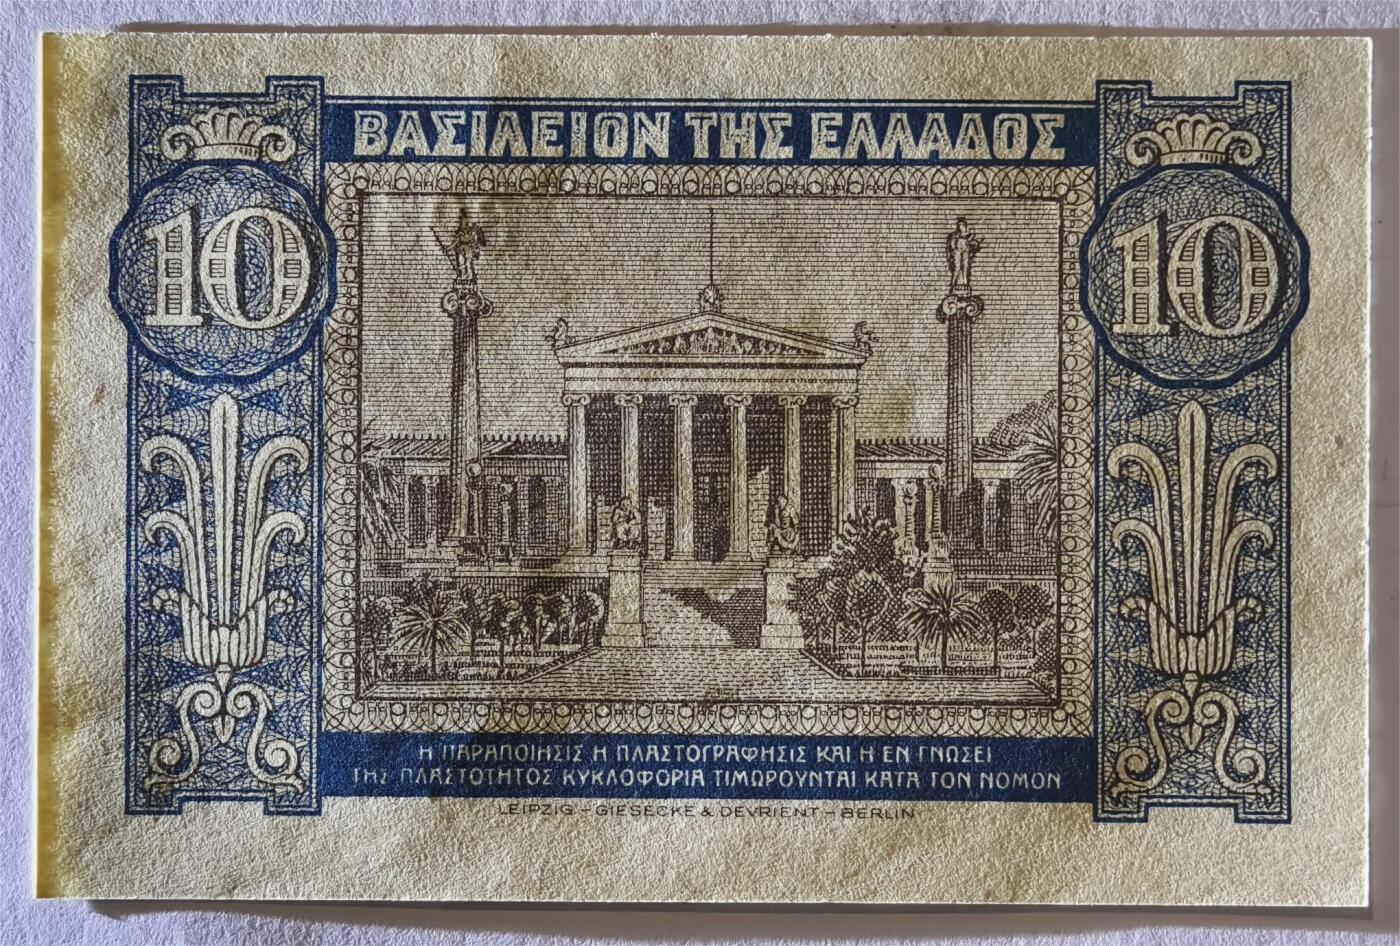 ΒΑΣΙΛΕΙΟΝ ΤΗΣ ΕΛΛΑΔΟΣ
10
10
Η ΠΑΡΑΠΟΙΗΣΙΣ Η ΠΛΑΣΤΟΓΡΑΦΗΣΙΣ ΚΑΙ Η ΕΝ ΓΝΩΣΕΙ
ΤΗΣ ΠΛΑΣΤΟΤΗΤΟΣ ΚΥΚΛΟΦΟΡΙΑ ΤΙΜΩΡΟΥΝΤΑΙ ΚΑΤΑ ΤΟΝ ΝΟΜΟΝ
LEIPZIG – GIESECKE & DEVRIENT – BERLIN